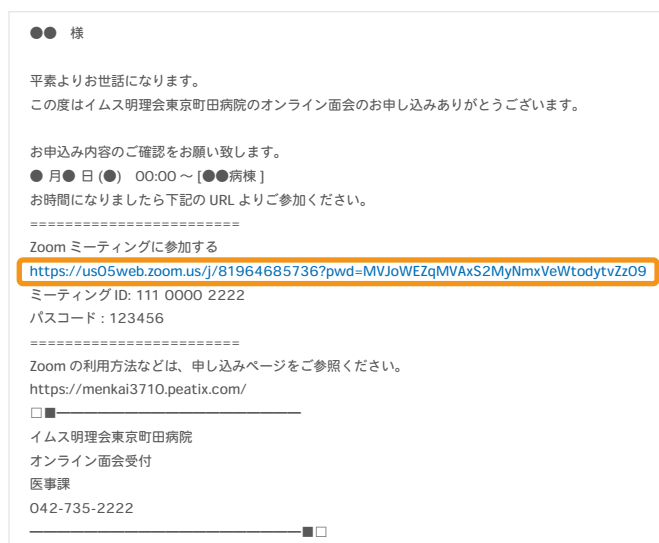 ●● 様
平素よりお世話になります。
この度はイムス明理会東京町田病院のオンライン面会のお申し込みありがとうございます。
お申込み内容のご確認をお願い致します。
● 月● 日 (●) 00:00 ~ [●●病棟 ]
お時間になりましたら下記の URL よりご参加ください。
========================
Zoom ミーティングに参加する
https://us05web.zoom.us/j/81964685736?pwd=MVJoWEZqMVAxS2MyNmxVeWtodytvZz09
ミーティング ID: 111 0000 2222
パスコード : 123456
========================
Zoom の利用方法などは、申し込みページをご参照ください。
https://menkai3710.peatix.com/
□■━━━━━━━━━━━━━━━━━━
イムス明理会東京町田病院
オンライン面会受付
医事課
042-735-2222
━━━━━━━━━━━━━━━━━━━━■□